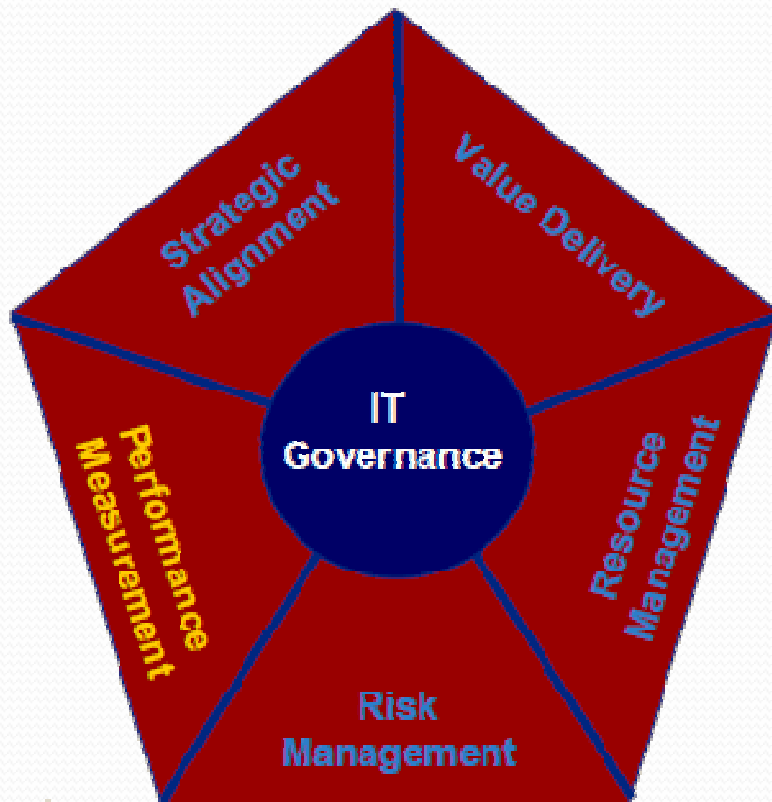 Strategic
Alignment
Value Delivery
IT
Governance
Performance
Measurement
Resource
Management
Risk
Management